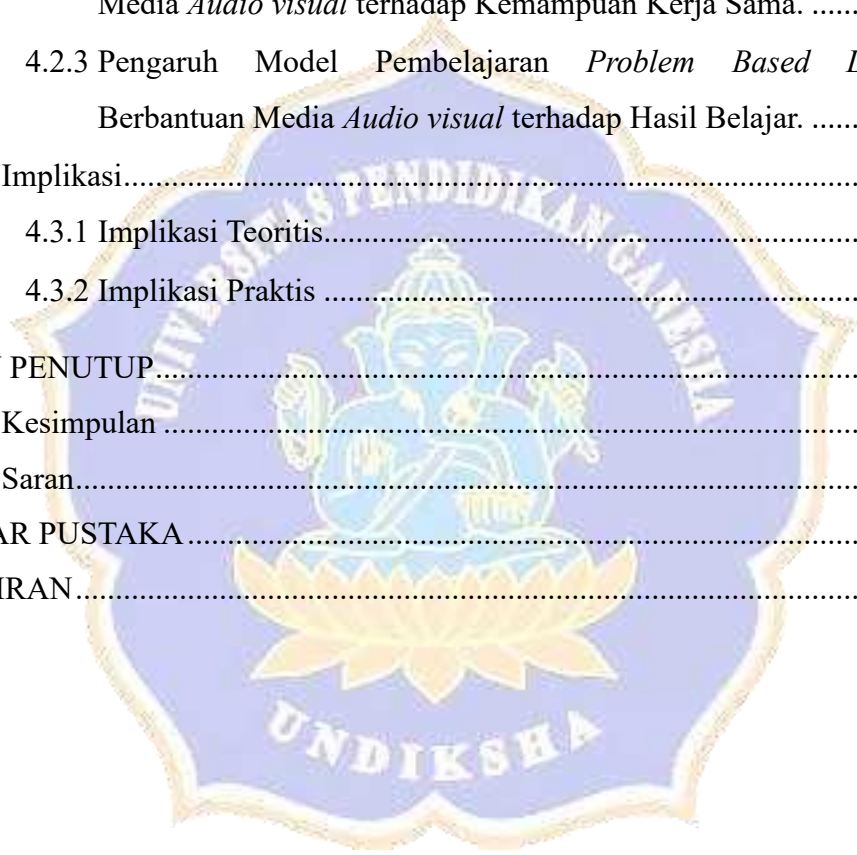 Media Audio visual terhadap Kemampuan Kerja Sama. ........
4.2.3 Pengaruh Model Pembelajaran Problem Based
Berbantuan Media Audio visual terhadap Hasil Belajar. ........
Implikasi........
4.3.1 Implikasi Teoritis........
4.3.2 Implikasi Praktis ........
PENUTUP........
Kesimpulan ........
Saran........
AR PUSTAKA ........
IRAN........
UNIVERSITAS PENDIDIKAN GANESHA
UNDIKSHA